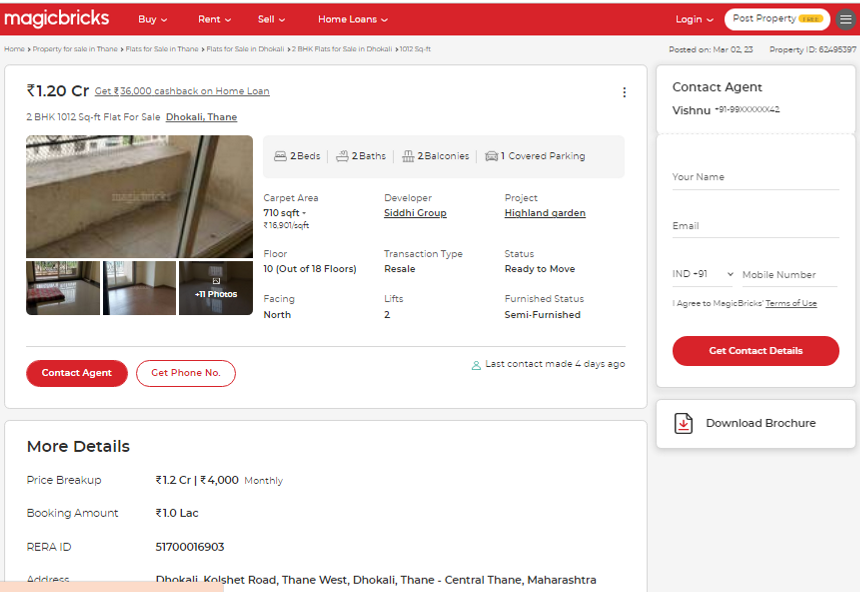 magicbricks
Buy Rent Sell Home Loans Login Post Property FREE
Home > Property for sale in Thane > Flats for Sale in Thane > Flats for Sale in Dhokali > 2 BHK Flats for Sale in Dhokali > 1012 Sq-ft
Posted on: Mar 02, 23 Property ID: 62495397
₹1.20 Cr Get ₹36,000 cashback on Home Loan
2 BHK 1012 Sq-ft Flat For Sale Dhokali, Thane
magicbricks
+11 Photos
2Beds 2Baths 2Balconies 1 Covered Parking
Carpet Area Developer Project
710 sqft - Siddhi Group Highland garden
₹16,901/sqft
Floor Transaction Type Status
10 (Out of 18 Floors) Resale Ready to Move
Facing Lifts Furnished Status
North 2 Semi-Furnished
Contact Agent Get Phone No. Last contact made 4 days ago
More Details
Price Breakup ₹1.2 Cr | ₹4,000 Monthly
Booking Amount ₹1.0 Lac
RERA ID 51700016903
Address Dhokali, Kolshet Road, Thane West, Dhokali, Thane - Central Thane, Maharashtra
Contact Agent
Vishnu +91-99XXXXXX42
Your Name
Email
IND +91 Mobile Number
I Agree to MagicBricks' Terms of Use
Get Contact Details
Download Brochure